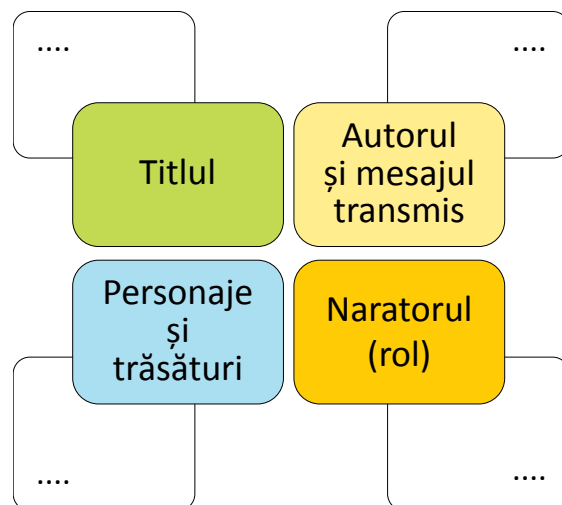 ....
....
Titlul
Autorul
și mesajul
transmis
Personaje
și
trăsături
Naratorul
(rol)
....
....